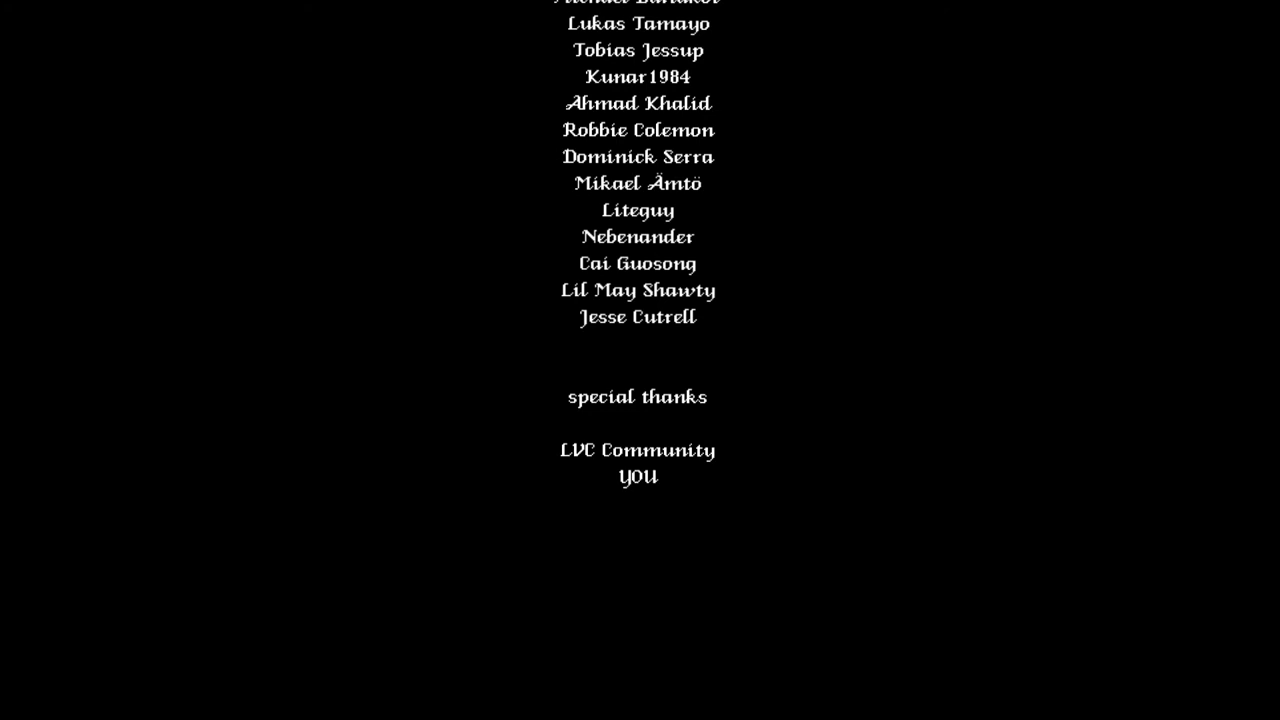 Lukas Tamayo
Tobias Jessup
Kunar1984
Ahmad Khalid
Robbie Colemon
Dominick Serra
Mikael Ämtö
Liteguy
Nebenander
Cai Guosong
Lil May Shawty
Jesse Cutrell
special thanks
LVC Community
YOU